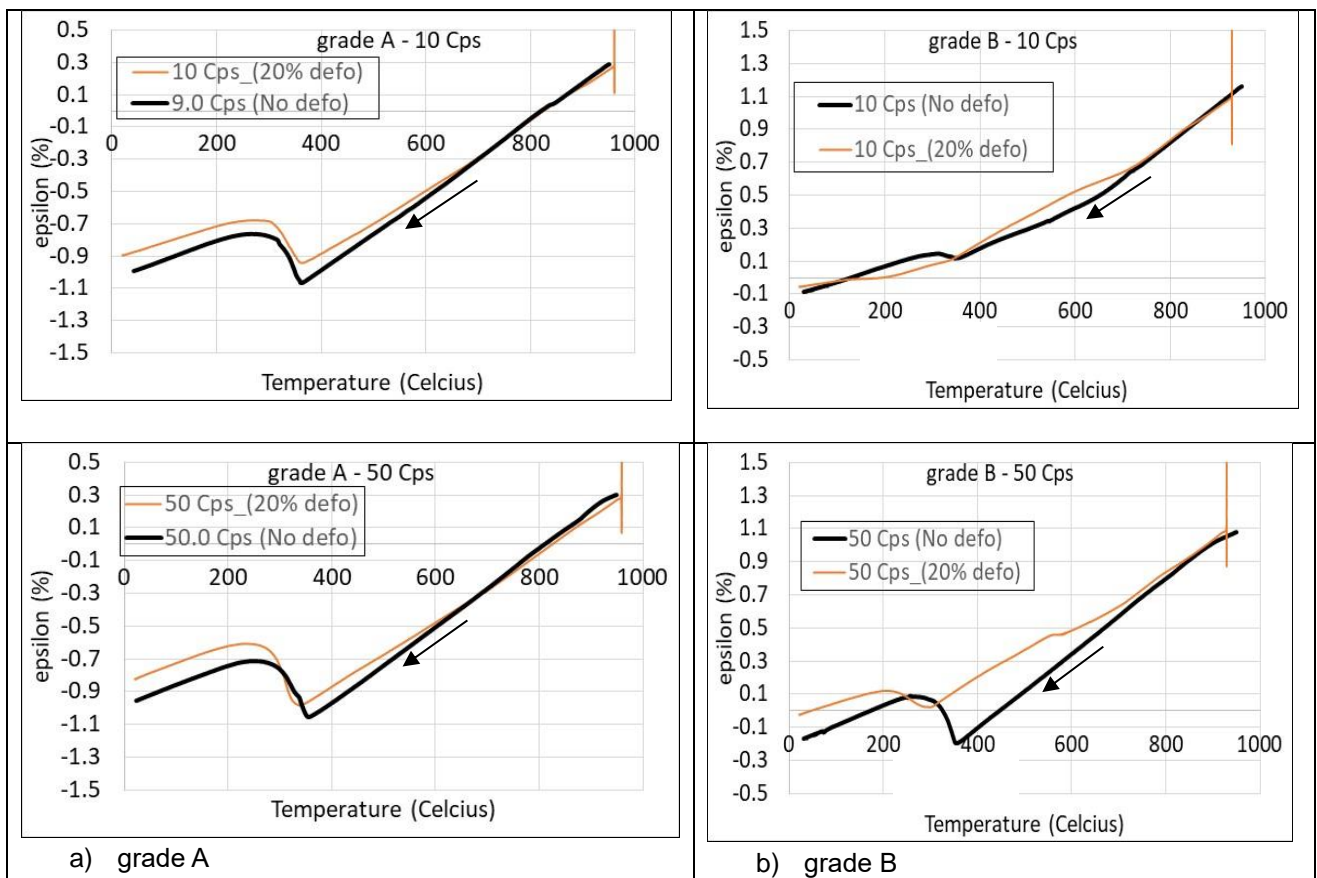 grade A - 10 Cps
10 Cps_(20% defo)
9.0 Cps (No defo)
0.5
0.3
0.1
-0.1
-0.3
-0.5
-0.7
-0.9
-1.1
-1.3
-1.5
0 200 400 600 800 1000
epsilon (%)
Temperature (Celcius)
grade B - 10 Cps
10 Cps (No defo)
10 Cps_(20% defo)
1.5
1.3
1.1
0.9
0.7
0.5
0.3
0.1
-0.1
-0.3
-0.5
0 200 400 600 800 1000
epsilon (%)
Temperature (Celcius)
grade A - 50 Cps
50 Cps_(20% defo)
50.0 Cps (No defo)
0.5
0.3
0.1
-0.1
-0.3
-0.5
-0.7
-0.9
-1.1
-1.3
-1.5
0 200 400 600 800 1000
epsilon (%)
Temperature (Celcius)
a) grade A
grade B - 50 Cps
50 Cps (No defo)
50 Cps_(20% defo)
1.5
1.3
1.1
0.9
0.7
0.5
0.3
0.1
-0.1
-0.3
-0.5
0 200 400 600 800 1000
epsilon (%)
Temperature (Celcius)
b) grade B